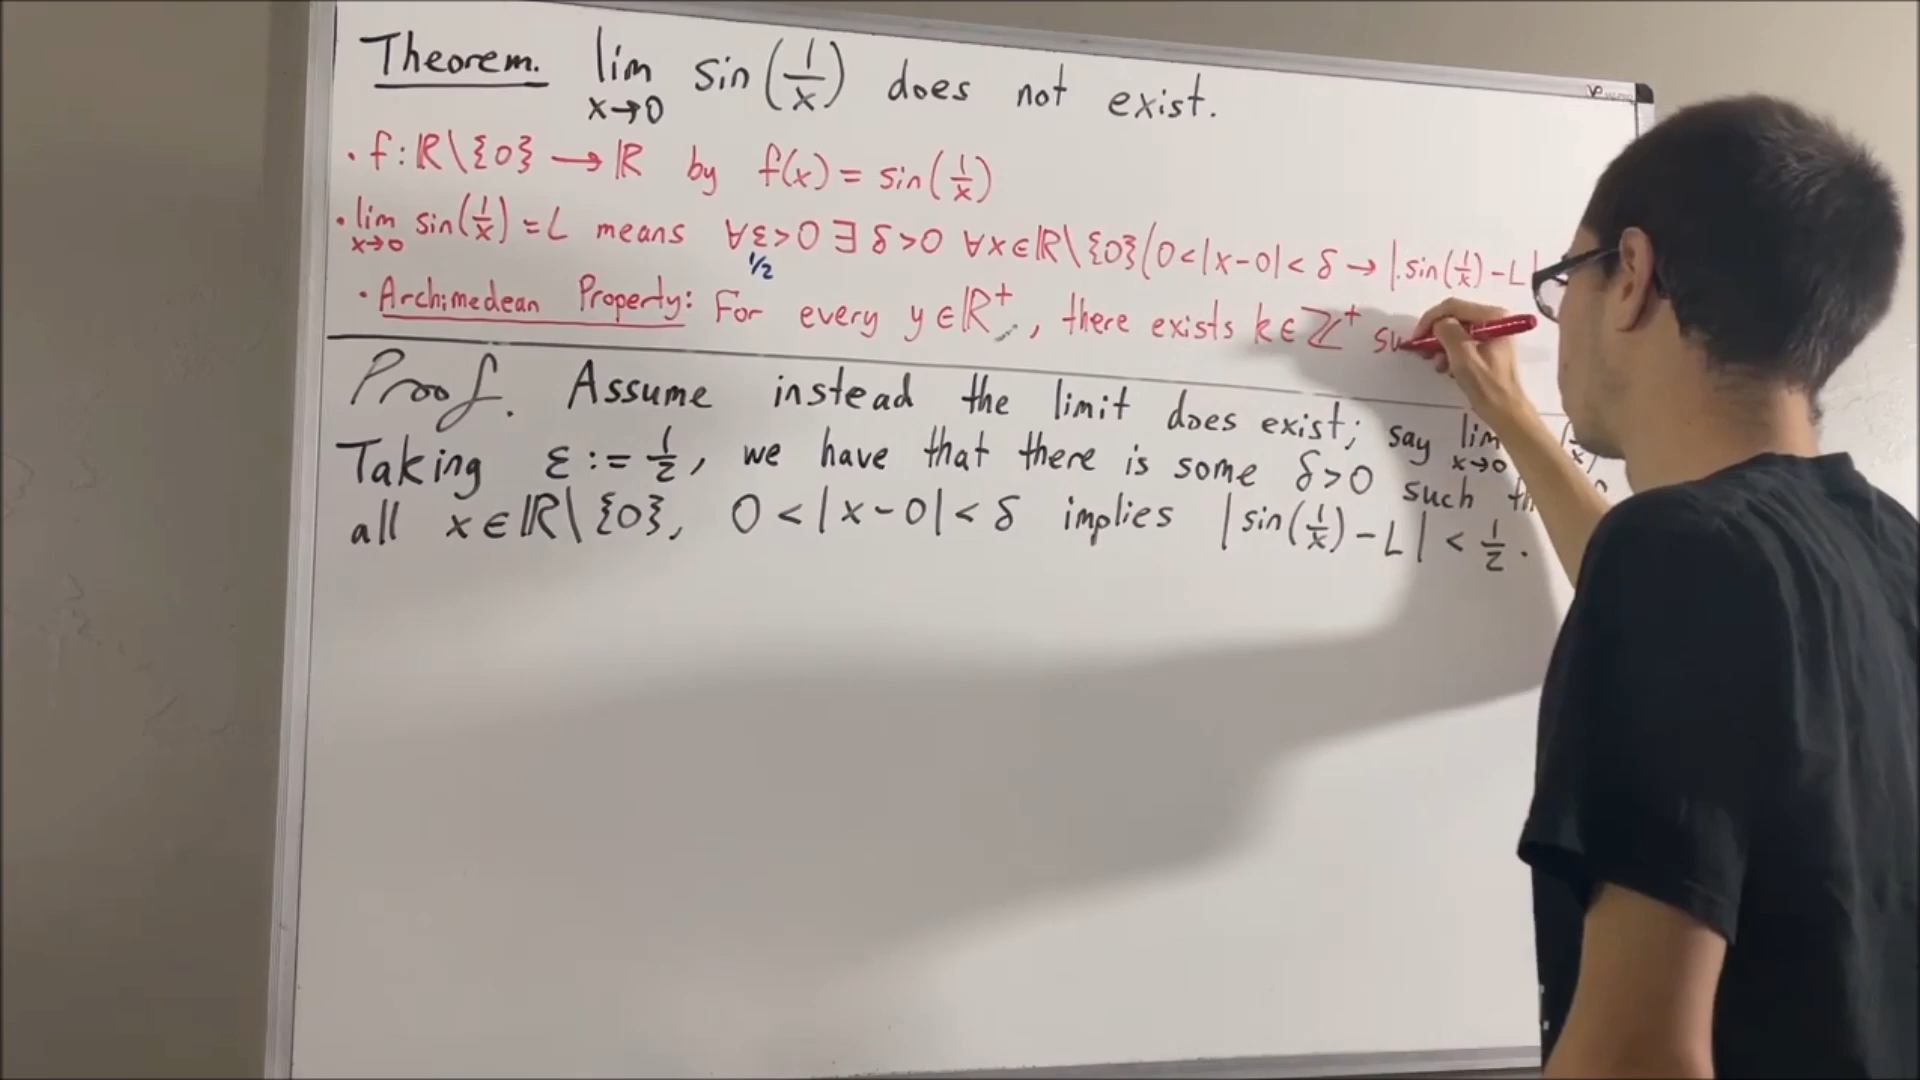 Theorem. lim x→0 sin(1/x) does not exist.
• f: ℝ\{0} → ℝ by f(x) = sin(1/x)
• lim x→0 sin(1/x) = L means ∀ε>0 ∃ δ>0 ∀x∈ℝ\{0}(0<|x-0|<δ → |sin(1/x)-L|
1/2
• Archimedean Property: For every y∈ℝ⁺, there exists k∈ℤ⁺ su
Proof. Assume instead the limit does exist; say lim x→0
Taking ε := 1/2, we have that there is some δ>0 such
all x∈ℝ\{0}, 0<|x-0|<δ implies |sin(1/x)-L| < 1/2.